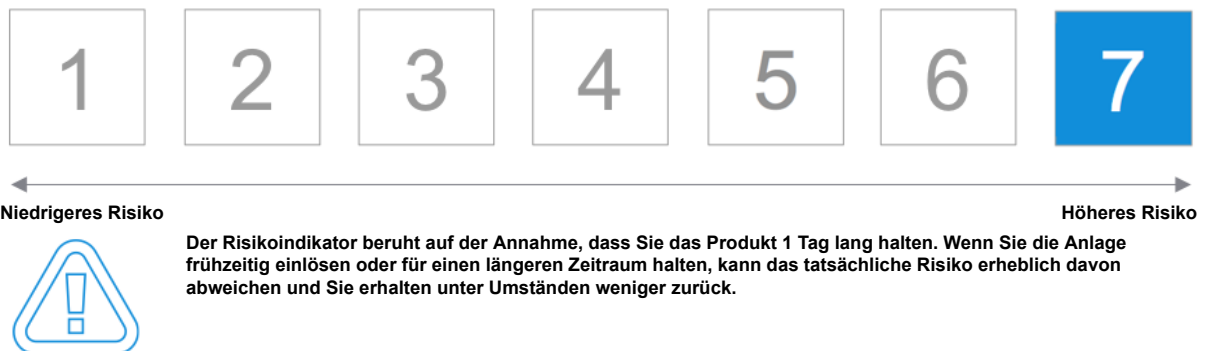 1 2 3 4 5 6 7
Niedrigeres Risiko Höheres Risiko
Der Risikoindikator beruht auf der Annahme, dass Sie das Produkt 1 Tag lang halten. Wenn Sie die Anlage
frühzeitig einlösen oder für einen längeren Zeitraum halten, kann das tatsächliche Risiko erheblich davon
abweichen und Sie erhalten unter Umständen weniger zurück.